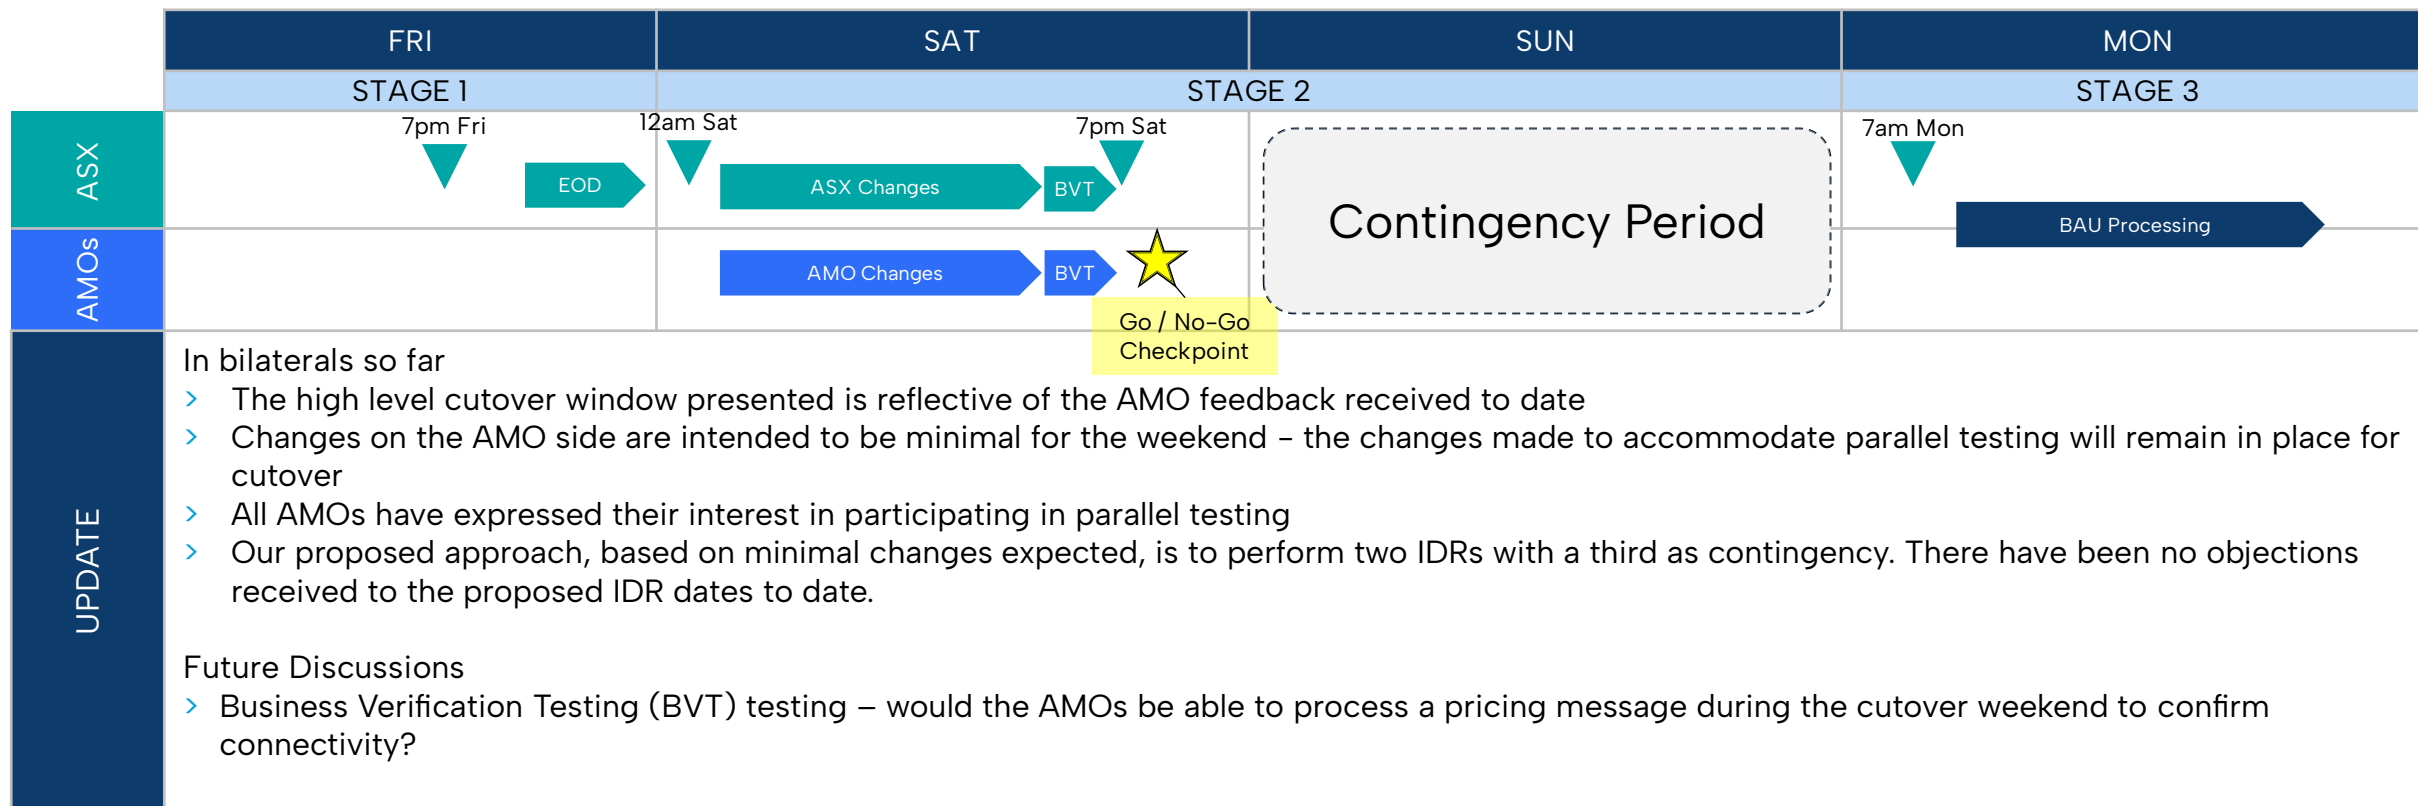 FRI
SAT
SUN
MON
STAGE 1
STAGE 2
STAGE 3
ASX
7pm Fri
12am Sat
7pm Sat
7am Mon
EOD
ASX Changes
BVT
Contingency Period
BAU Processing
AMOs
AMO Changes
BVT
Go / No-Go
Checkpoint
UPDATE
In bilaterals so far
> The high level cutover window presented is reflective of the AMO feedback received to date
> Changes on the AMO side are intended to be minimal for the weekend - the changes made to accommodate parallel testing will remain in place for
cutover
> All AMOs have expressed their interest in participating in parallel testing
> Our proposed approach, based on minimal changes expected, is to perform two IDRs with a third as contingency. There have been no objections
received to the proposed IDR dates to date.
Future Discussions
> Business Verification Testing (BVT) testing – would the AMOs be able to process a pricing message during the cutover weekend to confirm
connectivity?